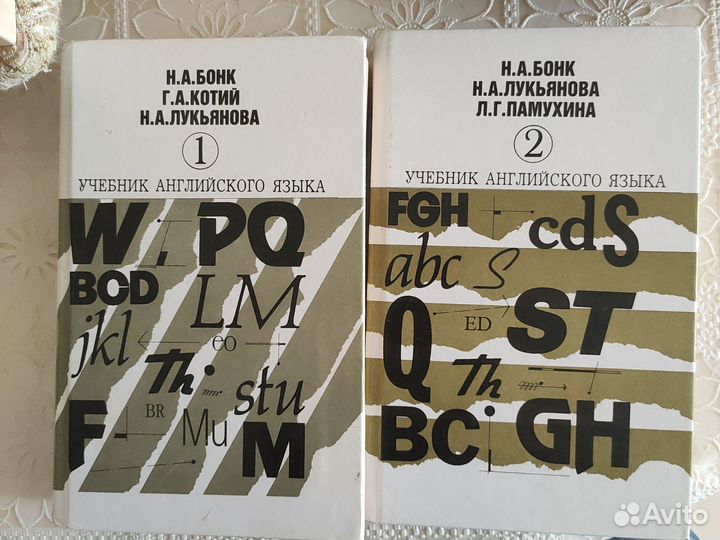 Н.А.БОНК
Г.А.КОТИЙ
Н.А.ЛУКЬЯНОВА
1
УЧЕБНИК АНГЛИЙСКОГО ЯЗЫКА
W I PQ
BCD
LM
jkl
eo
Th
stu
BR
Mu
F M
Н.А.БОНК
Н.А.ЛУКЬЯНОВА
Л.Г.ПАМУХИНА
2
УЧЕБНИК АНГЛИЙСКОГО ЯЗЫКА
FGH cdS
abc S
Q ED ST
Th
BCi GH
Avito